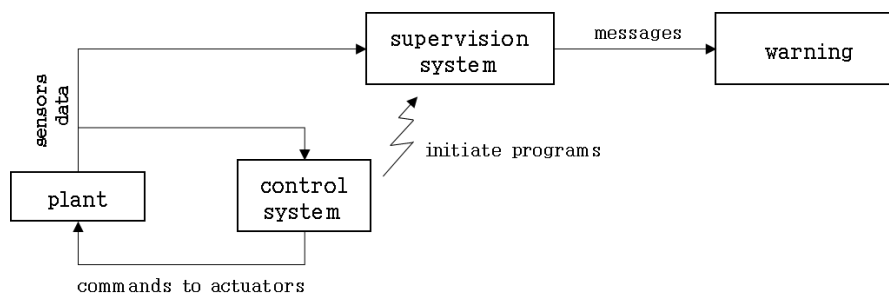 supervision
system
messages
warning
sensors
data
initiate programs
plant
control
system
commands to actuators